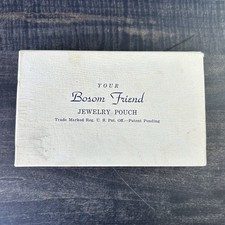 YOUR
Bosom Friend
JEWELRY POUCH
Trade Marked Reg. U. S. Pat. Off.—Patent Pending